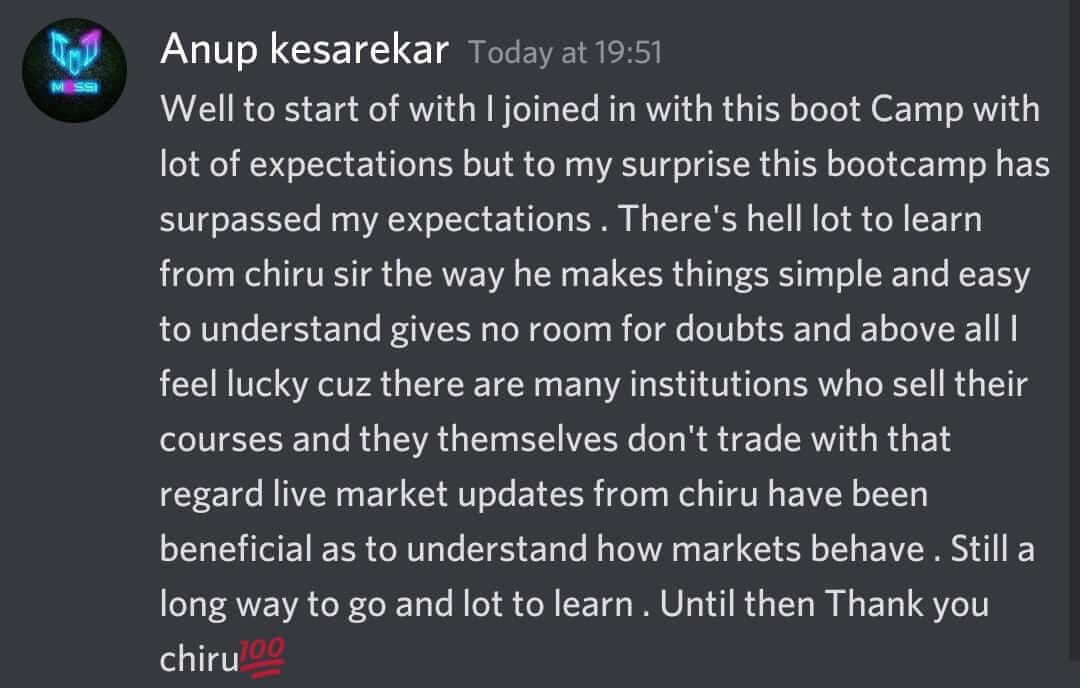 Anup kesarekar Today at 19:51
MESSI
Well to start of with I joined in with this boot Camp with
lot of expectations but to my surprise this bootcamp has
surpassed my expectations . There's hell lot to learn
from chiru sir the way he makes things simple and easy
to understand gives no room for doubts and above all I
feel lucky cuz there are many institutions who sell their
courses and they themselves don't trade with that
regard live market updates from chiru have been
beneficial as to understand how markets behave . Still a
long way to go and lot to learn . Until then Thank you
chiru💯